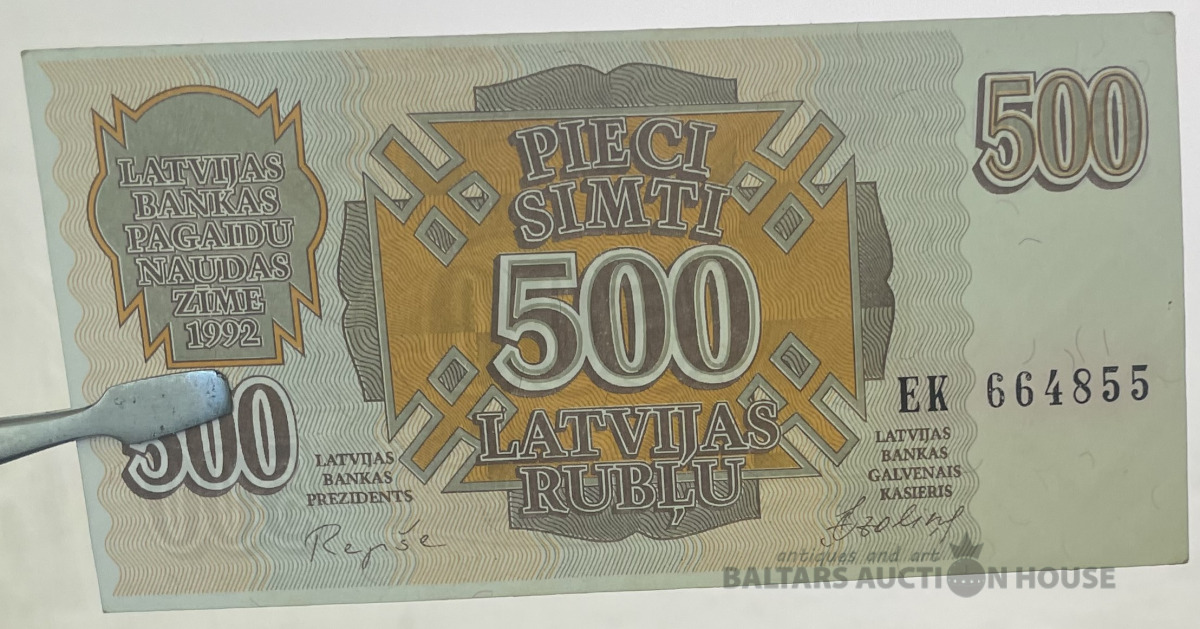 LATVIJAS
BANKAS
PAGAIDU
NAUDAS
ZĪME
1992
500
PIECI
SIMTI
500
LATVIJAS
RUBĻU
500
EK 664855
LATVIJAS
BANKAS
PREZIDENTS
Repše
LATVIJAS
BANKAS
GALVENAIS
KASIERIS
antiques and art
BALTARS AUCTION HOUSE